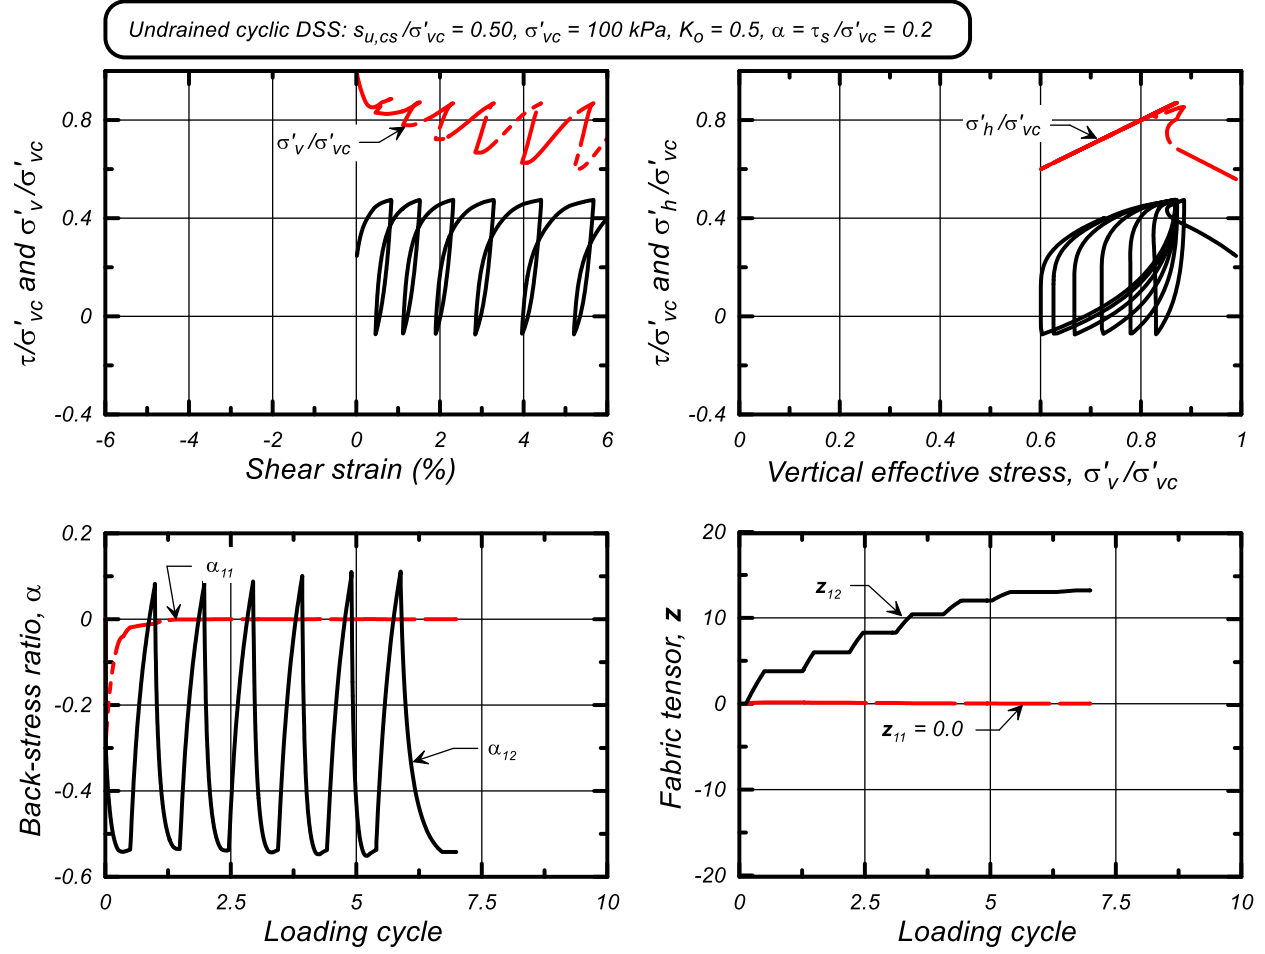 Undrained cyclic DSS: su,cs/σ'vc = 0.50, σ'vc = 100 kPa, Ko = 0.5, α = τs/σ'vc = 0.2
τ/σ'vc and σ'v/σ'vc
0.8
0.4
0
-0.4
σ'v/σ'vc
-6 -4 -2 0 2 4 6
Shear strain (%)
τ/σ'vc and σ'h/σ'vc
0.8
0.4
0
-0.4
σ'h/σ'vc
0 0.2 0.4 0.6 0.8 1
Vertical effective stress, σ'v/σ'vc
Back-stress ratio, α
0.2
0
-0.2
-0.4
-0.6
α11
α12
0 2.5 5 7.5 10
Loading cycle
Fabric tensor, z
20
10
0
-10
-20
z12
z11 = 0.0
0 2.5 5 7.5 10
Loading cycle